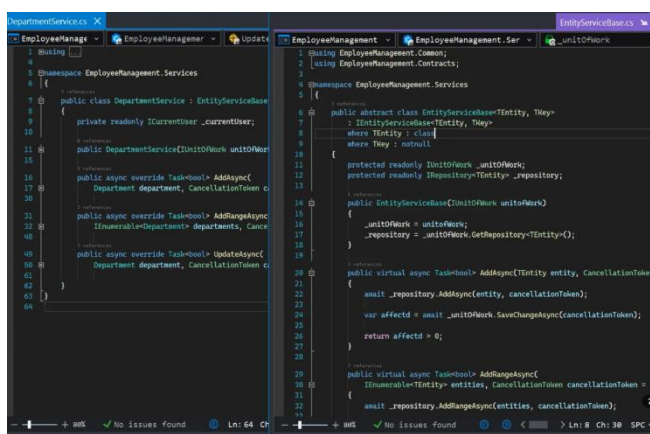 DepartmentService.cs
EmployeeManage
EmployeeManagemer
Update
1 using ...
4
5 namespace EmployeeManagement.Services
6 {
7 public class DepartmentService : EntityServiceBase
8 {
9 private readonly ICurrentUser _currentUser;
10
11 public DepartmentService(IUnitOfWork unitOfWor
15
16 public async override Task<bool> AddAsync(
17 Department department, CancellationToken c
30
31 public async override Task<bool> AddRangeAsync
32 IEnumerable<Department> departments, Cance
48
49 public async override Task<bool> UpdateAsync(
50 Department department, CancellationToken c
61
62 }
63 }
64
80% No issues found Ln: 64 Ch
EntityServiceBase.cs
EmployeeManagement
EmployeeManagement.Ser
_unitOfWork
1 using EmployeeManagement.Common;
2 using EmployeeManagement.Contracts;
3
4 namespace EmployeeManagement.Services
5 {
6 public abstract class EntityServiceBase<TEntity, TKey>
7 : IEntityServiceBase<TEntity, TKey>
8 where TEntity : class
9 where TKey : notnull
10 {
11 protected readonly IUnitOfWork _unitOfWork;
12 protected readonly IRepository<TEntity> _repository;
13
14 public EntityServiceBase(IUnitOfWork unitofWork)
15 {
16 _unitOfWork = unitofWork;
17 _repository = _unitOfWork.GetRepository<TEntity>();
18 }
19
20 public virtual async Task<bool> AddAsync(TEntity entity, CancellationToke
21 {
22 await _repository.AddAsync(entity, cancellationToken);
23
24 var affectd = await _unitOfWork.SaveChangeAsync(cancellationToken);
25
26 return affectd > 0;
27 }
28
29 public virtual async Task<bool> AddRangeAsync(
30 IEnumerable<TEntity> entities, CancellationToken cancellationToken =
31 {
32 await _repository.AddRangeAsync(entities, cancellationToken);
80% No issues found Ln: 8 Ch: 30 SPC